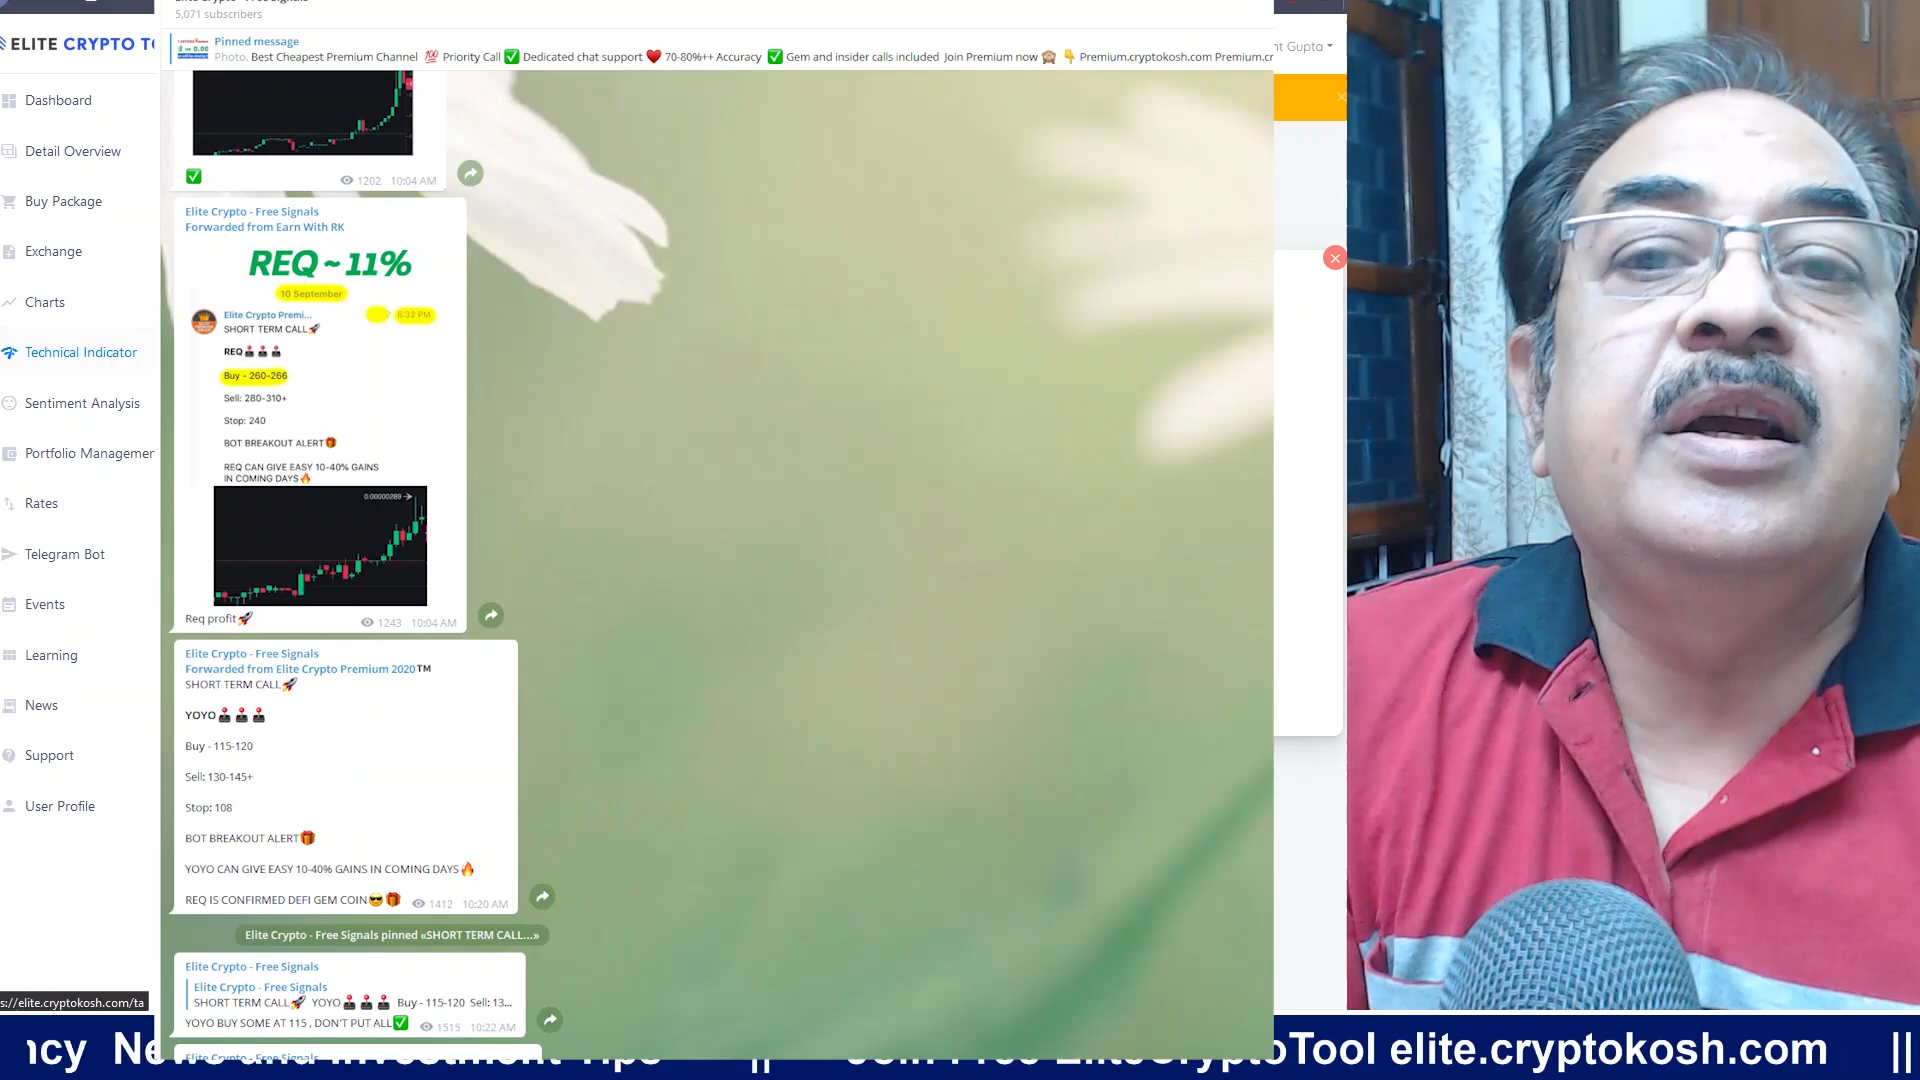 5,071 subscribers
Pinned message
Photo, Best Cheapest Premium Channel 💯 Priority Call ✅ Dedicated chat support ❤️ 70-80%++ Accuracy ✅ Gem and insider calls included Join Premium now 🙈 👇 Premium.cryptokosh.com
ELITE CRYPTO
Dashboard
Detail Overview
Buy Package
Exchange
Charts
Technical Indicator
Sentiment Analysis
Portfolio Managemen
Rates
Telegram Bot
Events
Learning
News
Support
User Profile
s://elite.cryptokosh.com/ta
Gupta
✅ 1202 10:04 AM
Elite Crypto - Free Signals
Forwarded from Earn With RK
REQ ~ 11%
10 September
Elite Crypto Premi... 8:32 PM
SHORT TERM CALL🚀
REQ🕹🕹🕹
Buy - 260-266
Sell: 280-310+
Stop: 240
BOT BREAKOUT ALERT🎁
REQ CAN GIVE EASY 10-40% GAINS
IN COMING DAYS🔥
0.00000289
Req profit🚀 1243 10:04 AM
Elite Crypto - Free Signals
Forwarded from Elite Crypto Premium 2020™
SHORT TERM CALL🚀
YOYO🕹🕹🕹
Buy - 115-120
Sell: 130-145+
Stop: 108
BOT BREAKOUT ALERT🎁
YOYO CAN GIVE EASY 10-40% GAINS IN COMING DAYS🔥
REQ IS CONFIRMED DEFI GEM COIN😎🎁 1412 10:20 AM
Elite Crypto - Free Signals pinned «SHORT TERM CALL...»
Elite Crypto - Free Signals
Elite Crypto - Free Signals
SHORT TERM CALL🚀 YOYO🕹🕹🕹 Buy - 115-120 Sell: 13...
YOYO BUY SOME AT 115 , DON'T PUT ALL✅ 1515 10:22 AM
elite.cryptokosh.com ||